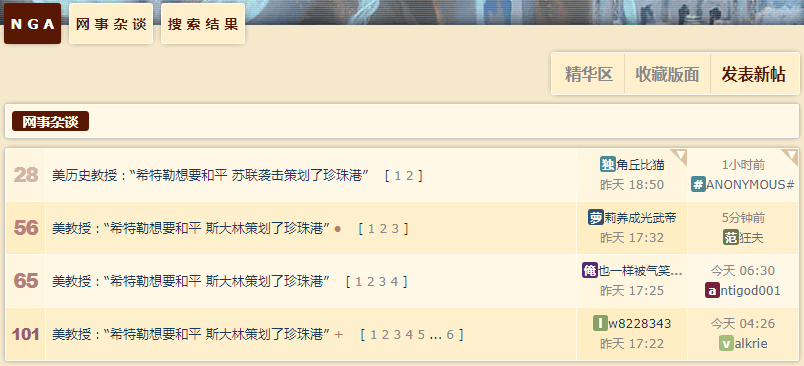 NGA 网事杂谈 搜索结果
精华区 收藏版面 发表新帖
网事杂谈
28 美历史教授：“希特勒想要和平 苏联袭击策划了珍珠港” [ 1 2 ] 独角丘比猫 1小时前
昨天 18:50 #ANONYMOUS#
56 美教授：“希特勒想要和平 斯大林策划了珍珠港” ● [ 1 2 3 ] 萝莉养成光武帝 5分钟前
昨天 17:32 范狂夫
65 美教授：“希特勒想要和平 斯大林策划了珍珠港” [ 1 2 3 4 ] 俺也一样被气笑... 今天 06:30
昨天 17:25 antigod001
101 美教授：“希特勒想要和平 斯大林策划了珍珠港” + [ 1 2 3 4 5 ... 6 ] lw8228343 今天 04:26
昨天 17:22 valkrie